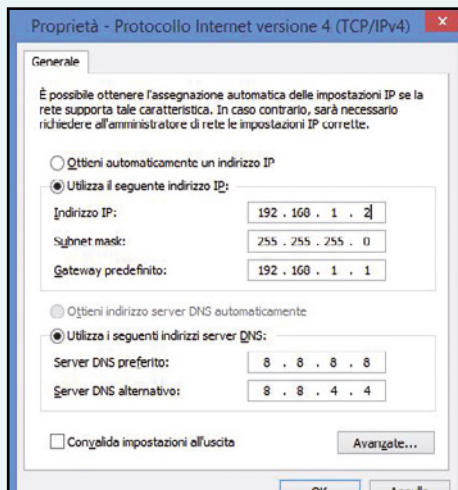 Proprietà - Protocollo Internet versione 4 (TCP/IPv4)
Generale
È possibile ottenere l'assegnazione automatica delle impostazioni IP se la
rete supporta tale caratteristica. In caso contrario, sarà necessario
richiedere all'amministratore di rete le impostazioni IP corrette.
Ottieni automaticamente un indirizzo IP
Utilizza il seguente indirizzo IP:
Indirizzo IP: 192 . 168 . 1 . 2
Subnet mask: 255 . 255 . 255 . 0
Gateway predefinito: 192 . 168 . 1 . 1
Ottieni indirizzo server DNS automaticamente
Utilizza i seguenti indirizzi server DNS:
Server DNS preferito: 8 . 8 . 8 . 8
Server DNS alternativo: 8 . 8 . 4 . 4
Convalida impostazioni all'uscita Avanzate...
OK Annulla